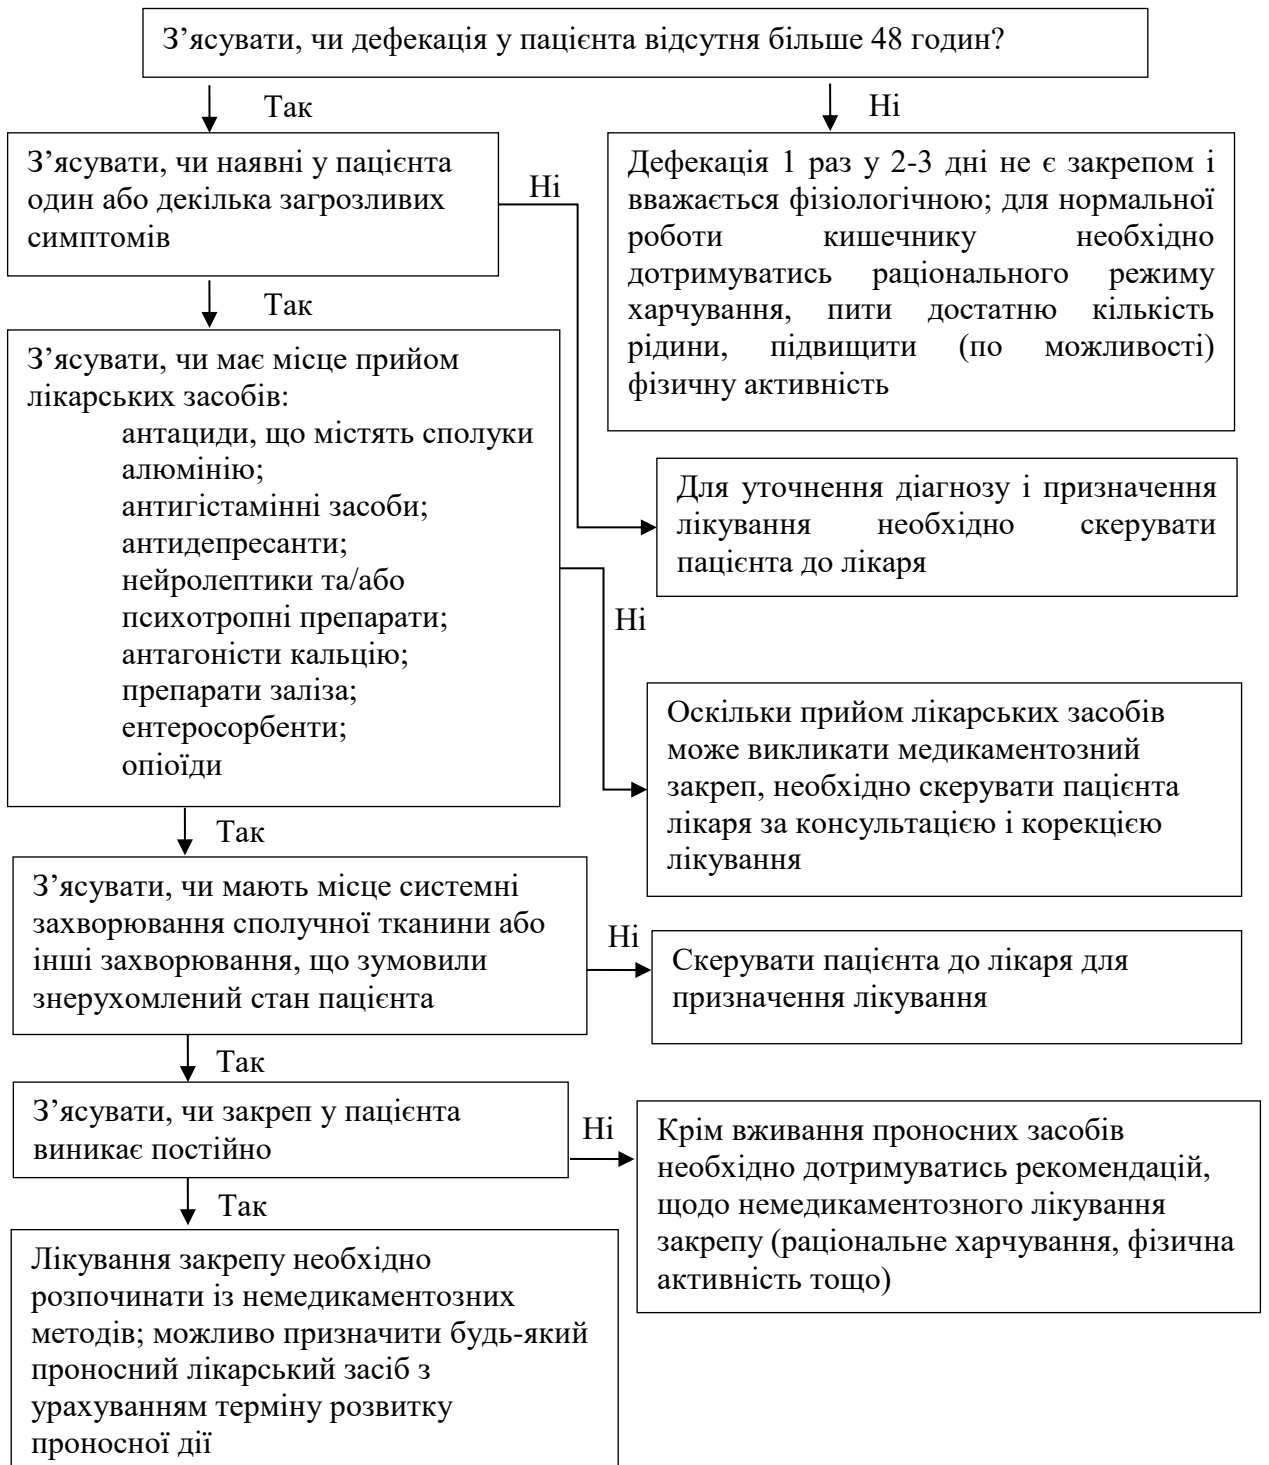 З’ясувати, чи дефекація у пацієнта відсутня більше 48 годин?
Так
Ні
З’ясувати, чи наявні у пацієнта
один або декілька загрозливих
симптомів
Ні
Дефекація 1 раз у 2-3 дні не є закрепом і
вважається фізіологічною; для нормальної
роботи кишечнику необхідно
дотримуватись раціонального режиму
харчування, пити достатню кількість
рідини, підвищити (по можливості)
фізичну активність
Так
З’ясувати, чи має місце прийом
лікарських засобів:
антациди, що містять сполуки
алюмінію;
антигістамінні засоби;
антидепресанти;
нейролептики та/або
психотропні препарати;
антагоністи кальцію;
препарати заліза;
ентеросорбенти;
опіоїди
Для уточнення діагнозу і призначення
лікування необхідно скерувати
пацієнта до лікаря
Ні
Оскільки прийом лікарських засобів
може викликати медикаментозний
закреп, необхідно скерувати пацієнта
лікаря за консультацією і корекцією
лікування
Так
З’ясувати, чи мають місце системні
захворювання сполучної тканини або
інші захворювання, що зумовили
знерухомлений стан пацієнта
Ні
Скерувати пацієнта до лікаря для
призначення лікування
Так
З’ясувати, чи закреп у пацієнта
виникає постійно
Ні
Крім вживання проносних засобів
необхідно дотримуватись рекомендацій,
щодо немедикаментозного лікування
закрепу (раціональне харчування, фізична
активність тощо)
Так
Лікування закрепу необхідно
розпочинати із немедикаментозних
методів; можливо призначити будь-який
проносний лікарський засіб з
урахуванням терміну розвитку
проносної дії